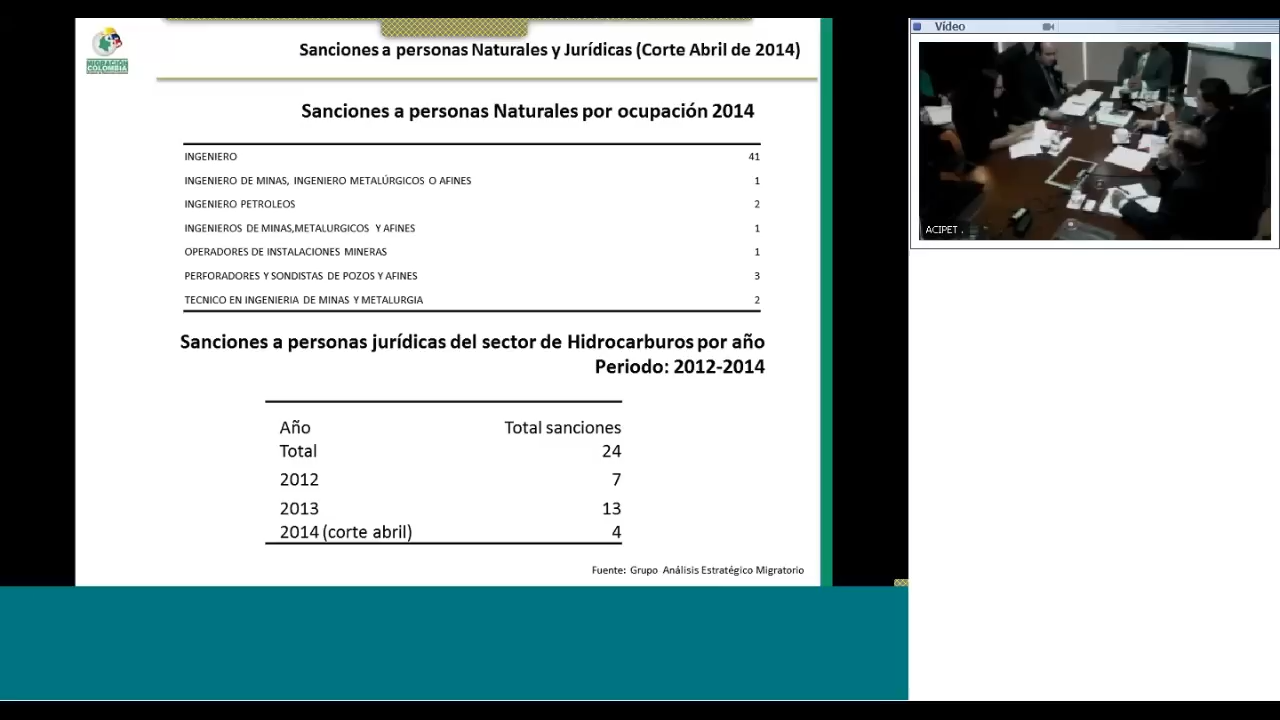 MIGRACIÓN
COLOMBIA
Sanciones a personas Naturales y Jurídicas (Corte Abril de 2014)
Sanciones a personas Naturales por ocupación 2014
INGENIERO 41
INGENIERO DE MINAS, INGENIERO METALÚRGICOS O AFINES 1
INGENIERO PETROLEOS 2
INGENIEROS DE MINAS,METALURGICOS Y AFINES 1
OPERADORES DE INSTALACIONES MINERAS 1
PERFORADORES Y SONDISTAS DE POZOS Y AFINES 3
TECNICO EN INGENIERIA DE MINAS Y METALURGIA 2
Sanciones a personas jurídicas del sector de Hidrocarburos por año
Periodo: 2012-2014
Año Total sanciones
Total 24
2012 7
2013 13
2014 (corte abril) 4
Fuente: Grupo Análisis Estratégico Migratorio
Vídeo
ACIPET .